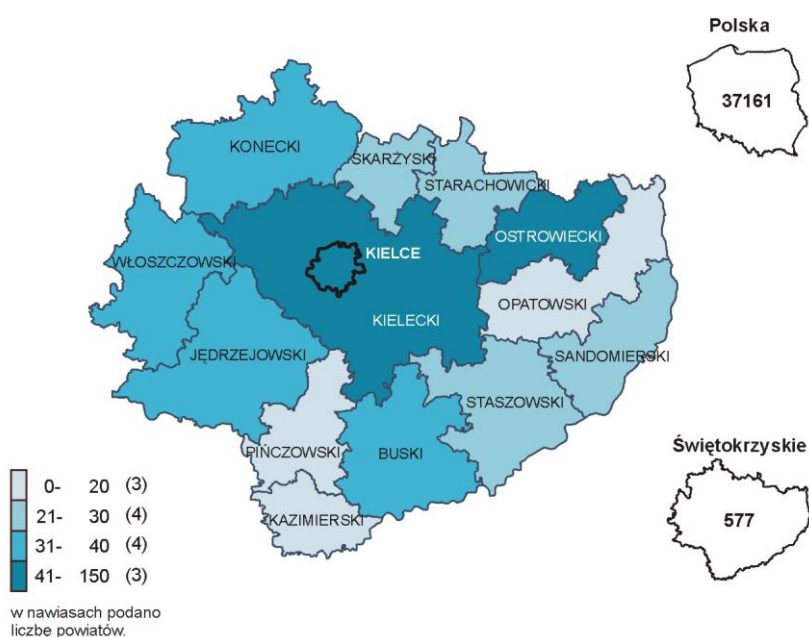 Polska
37161
KONECKI
SKARŻYSKI
STARACHOWICKI
OSTROWIECKI
WŁOSZCZOWSKI
KIELCE
OPATOWSKI
KIELECKI
JĘDRZEJOWSKI
SANDOMIERSKI
STASZOWSKI
PIŃCZOWSKI
BUSKI
KAZIMIERSKI
Świętokrzyskie
577
0- 20 (3)
21- 30 (4)
31- 40 (4)
41- 150 (3)
w nawiasach podano
liczbę powiatów.